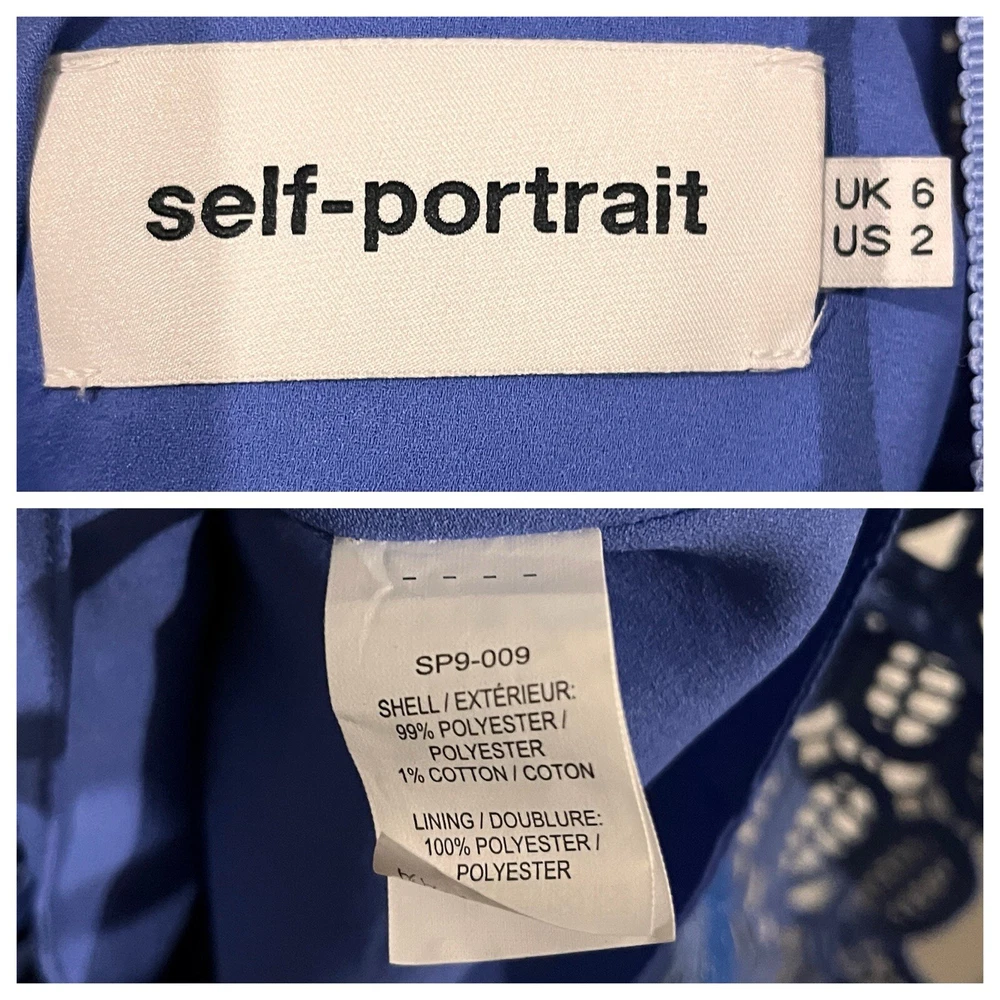 self-portrait
UK 6
US 2
- - - -
SP9-009
SHELL / EXTÉRIEUR:
99% POLYESTER /
POLYESTER
1% COTTON / COTON
LINING / DOUBLURE:
100% POLYESTER /
POLYESTER